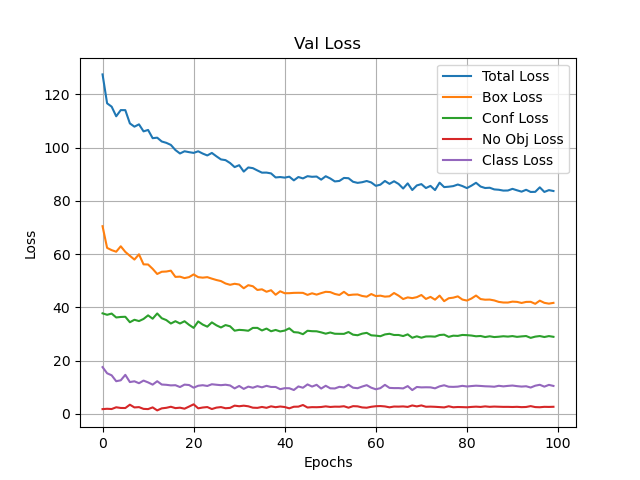 Val Loss
Total Loss
Box Loss
Conf Loss
No Obj Loss
Class Loss
120
100
80
60
40
20
0
Loss
0 20 40 60 80 100
Epochs